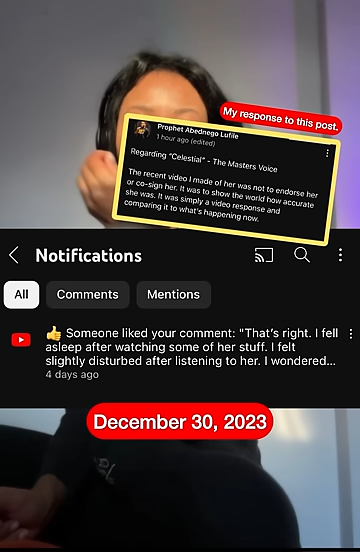 My response to this post.
Prophet Abednego Lufile
1 hour ago (edited)
Regarding "Celestial" - The Masters Voice
The recent video I made of her was not to endorse her
or co-sign her. It was to show the world how accurate
she was. It was simply a video response and
comparing it to what's happening now.
Notifications
All
Comments
Mentions
👍 Someone liked your comment: "That's right. I fell
asleep after watching some of her stuff. I felt
slightly disturbed after listening to her. I wondered...
4 days ago
December 30, 2023